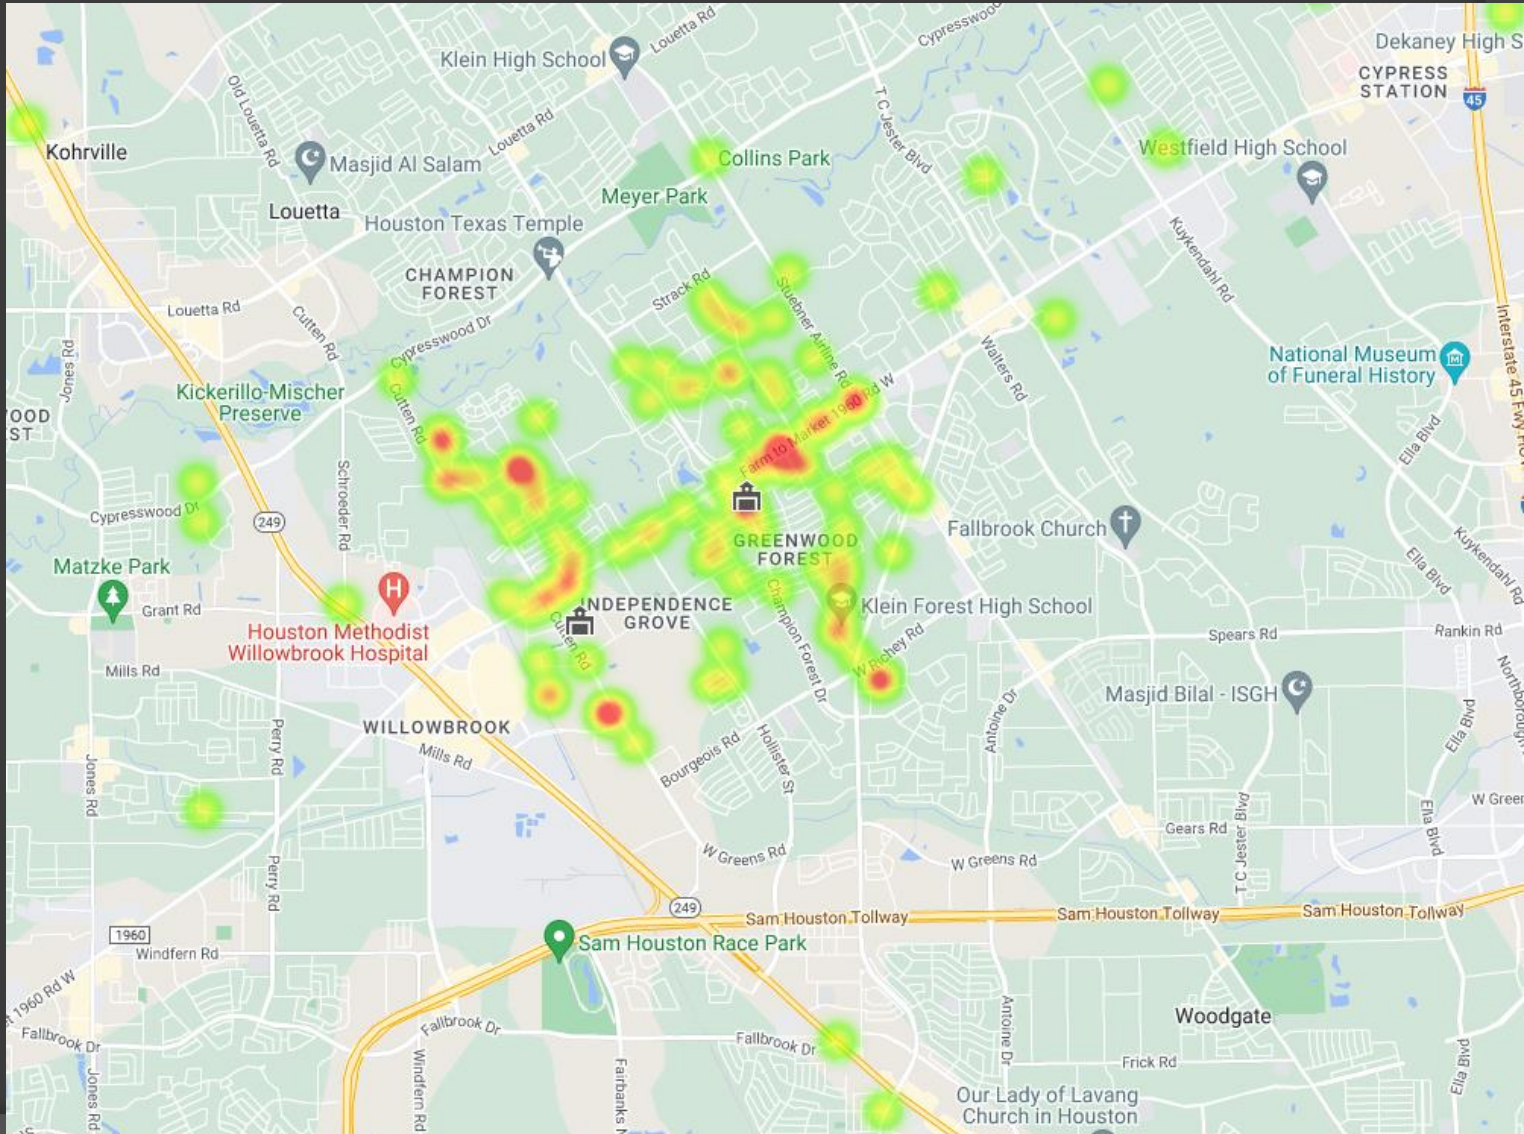 Louetta Rd
Cypresswood
Klein High School
Dekaney High S
CYPRESS
STATION
45
Old Louetta Rd
T C Jester Blvd
Louetta Rd
Kohrville
Masjid Al Salam
Collins Park
Westfield High School
Meyer Park
Louetta
Houston Texas Temple
Kuykendahl Rd
CHAMPION
FOREST
Strack Rd
Stuebner Airline Rd
Louetta Rd
Cutten Rd
Cypresswood Dr
Walters Rd
Interstate 45 Fwy HOV
Jones Rd
National Museum
of Funeral History
Kickerillo-Mischer
Preserve
Cutten Rd
Farm to Market 1960 Rd W
OOD
ST
Ella Blvd
Schroeder Rd
Cypresswood Dr
249
Fallbrook Church
GREENWOOD
FOREST
Kuykendahl Rd
Ella Blvd
Matzke Park
Grant Rd
INDEPENDENCE
GROVE
Champion Forest Dr
Klein Forest High School
Houston Methodist
Willowbrook Hospital
Cutten Rd
W Richey Rd
Spears Rd
Rankin Rd
Mills Rd
Northborough
Masjid Bilal - ISGH
Antoine Dr
Ella Blvd
WILLOWBROOK
Perry Rd
Mills Rd
Bourgeois Rd
Hollister St
Jones Rd
T C Jester Blvd
W Green
Gears Rd
Ella Blvd
W Greens Rd
W Greens Rd
Perry Rd
249
Sam Houston Tollway
Sam Houston Tollway
Sam Houston Tollway
1960
Windfern Rd
Sam Houston Race Park
et 1960 Rd W
Woodgate
Fallbrook Dr
Fallbrook Dr
Fallbrook Dr
Antoine Dr
Windfern Rd
Fairbanks N
Frick Rd
Ella Blvd
Jones Rd
Our Lady of Lavang
Church in Houston